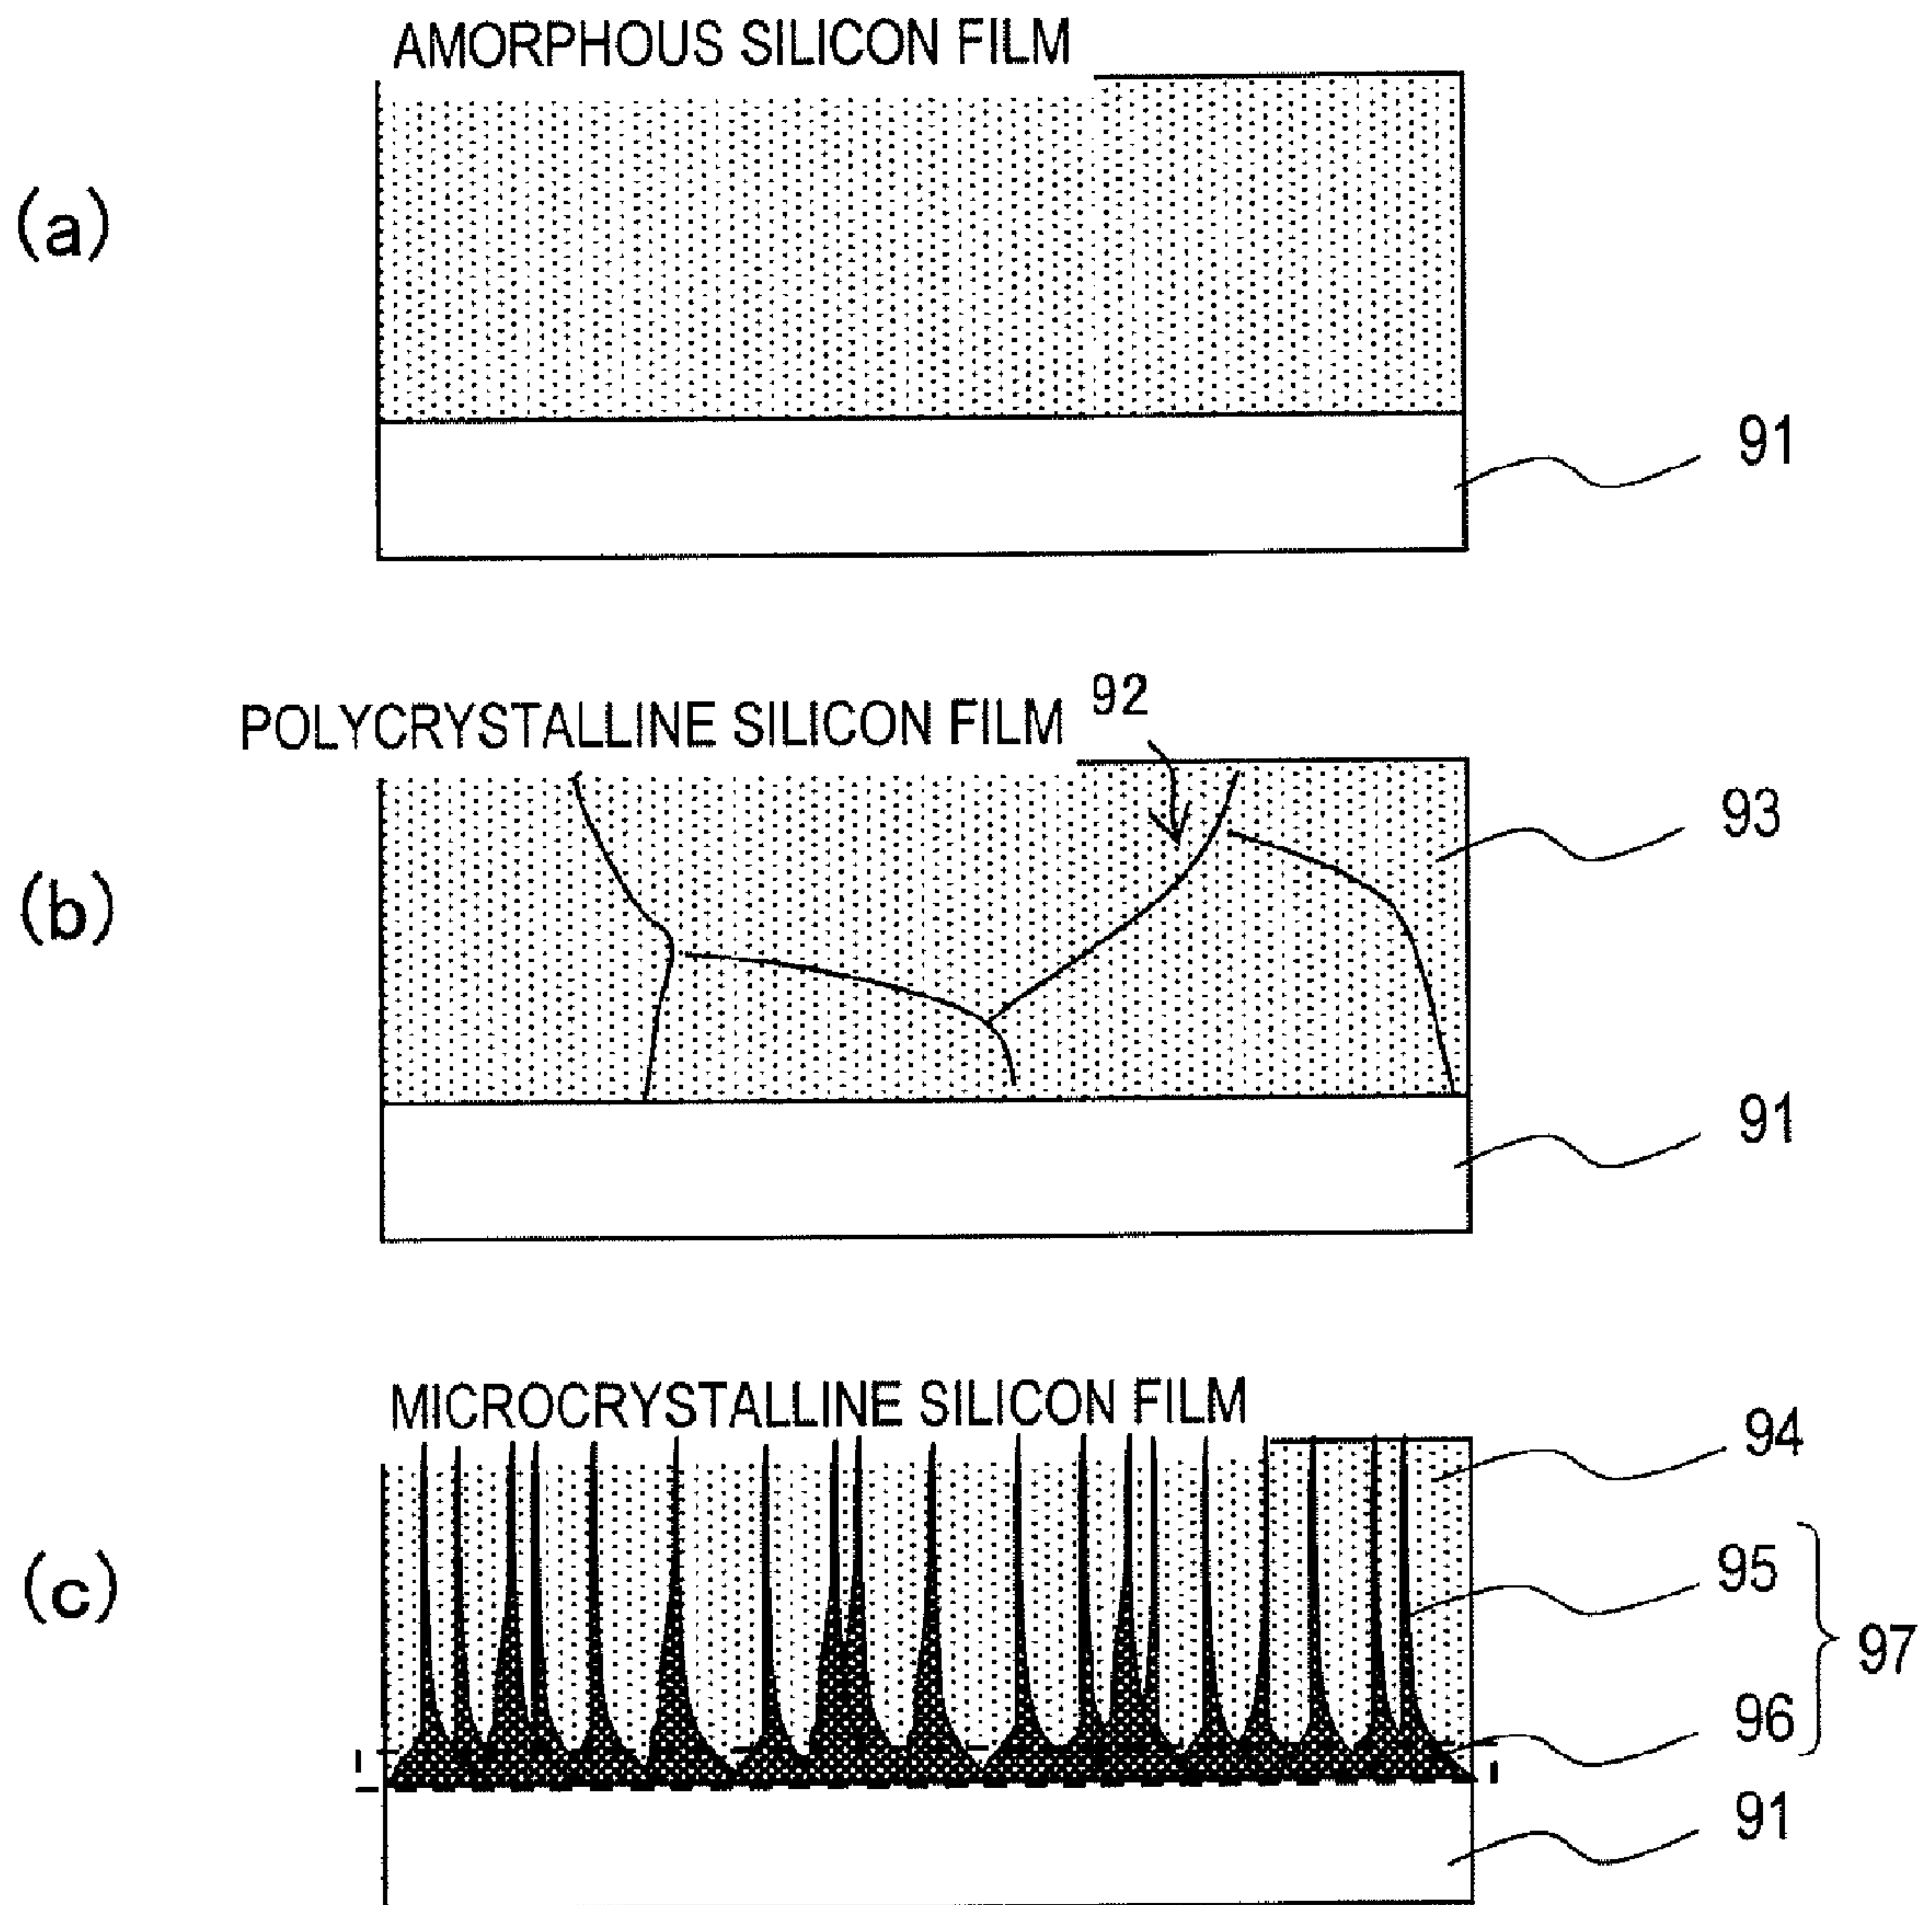 AMORPHOUS SILICON FILM
(a)
91
POLYCRYSTALLINE SILICON FILM
92
93
(b)
91
MICROCRYSTALLINE SILICON FILM
94
95
(c)
97
96
91